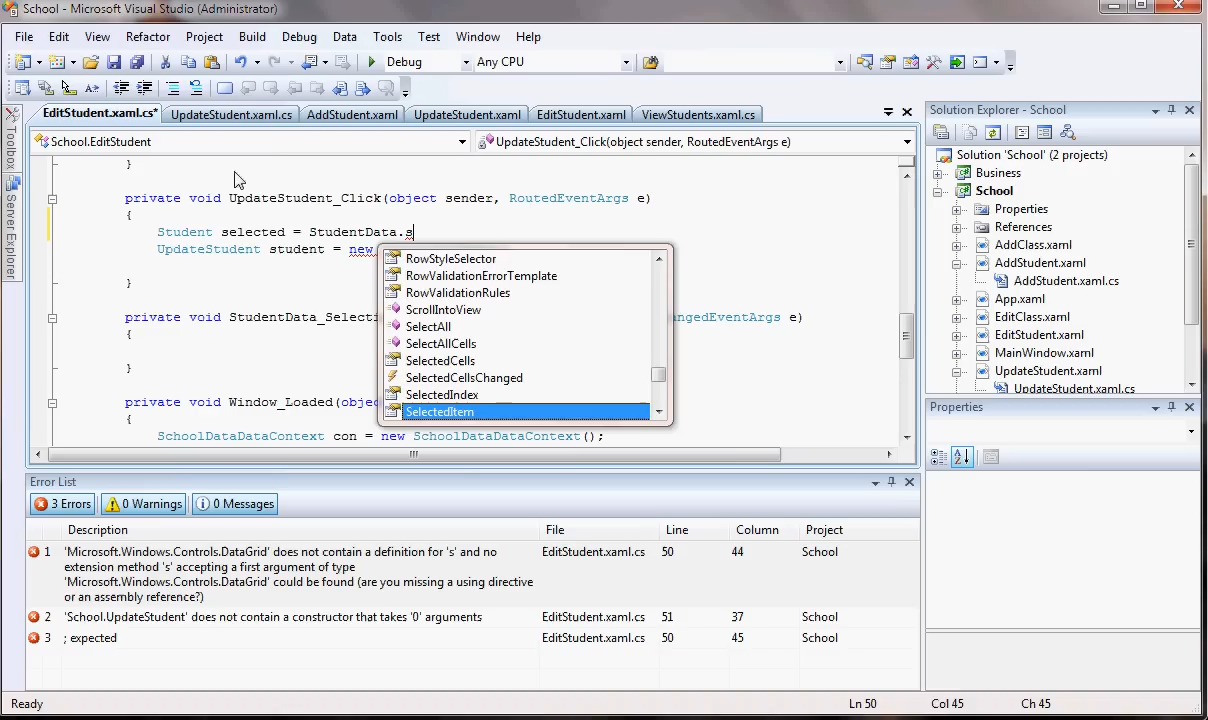 School - Microsoft Visual Studio (Administrator)
File Edit View Refactor Project Build Debug Data Tools Test Window Help
Debug Any CPU
EditStudent.xaml.cs* UpdateStudent.xaml.cs AddStudent.xaml UpdateStudent.xaml EditStudent.xaml ViewStudents.xaml.cs
School.EditStudent UpdateStudent_Click(object sender, RoutedEventArgs e)
Toolbox
Server Explorer
}
private void UpdateStudent_Click(object sender, RoutedEventArgs e)
{
Student selected = StudentData.s
UpdateStudent student = new
}
private void StudentData_Selecti angedEventArgs e)
{
}
private void Window_Loaded(objec
{
SchoolDataDataContext con = new SchoolDataDataContext();
RowStyleSelector
RowValidationErrorTemplate
RowValidationRules
ScrollIntoView
SelectAll
SelectAllCells
SelectedCells
SelectedCellsChanged
SelectedIndex
SelectedItem
Solution Explorer - School
Solution 'School' (2 projects)
Business
School
Properties
References
AddClass.xaml
AddStudent.xaml
AddStudent.xaml.cs
App.xaml
EditClass.xaml
EditStudent.xaml
MainWindow.xaml
UpdateStudent.xaml
UpdateStudent.xaml.cs
Properties
Error List
3 Errors 0 Warnings 0 Messages
Description File Line Column Project
1 'Microsoft.Windows.Controls.DataGrid' does not contain a definition for 's' and no EditStudent.xaml.cs 50 44 School
extension method 's' accepting a first argument of type
'Microsoft.Windows.Controls.DataGrid' could be found (are you missing a using directive
or an assembly reference?)
2 'School.UpdateStudent' does not contain a constructor that takes '0' arguments EditStudent.xaml.cs 51 37 School
3 ; expected EditStudent.xaml.cs 50 45 School
Ready Ln 50 Col 45 Ch 45